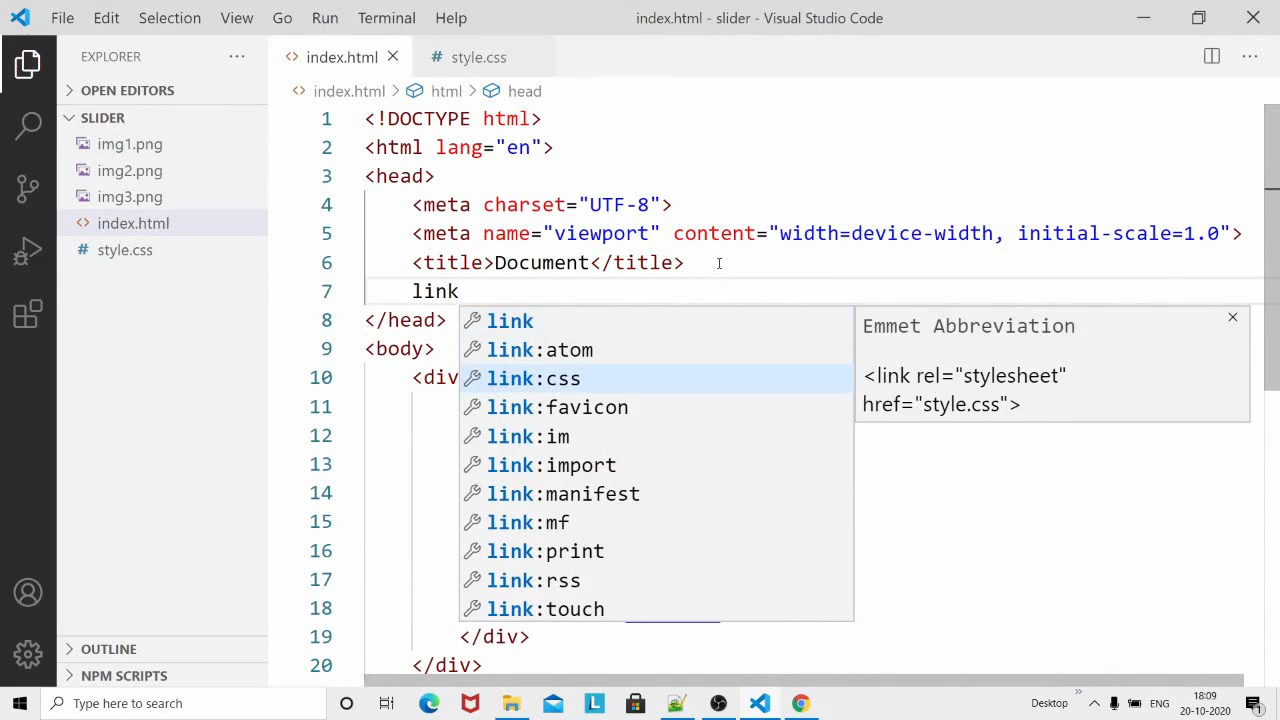 File Edit Selection View Go Run Terminal Help index.html - slider - Visual Studio Code
EXPLORER ···
index.html
# style.css
OPEN EDITORS
index.html > html > head
SLIDER
img1.png
img2.png
img3.png
index.html
# style.css
OUTLINE
NPM SCRIPTS
1 <!DOCTYPE html>
2 <html lang="en">
3 <head>
4 <meta charset="UTF-8">
5 <meta name="viewport" content="width=device-width, initial-scale=1.0">
6 <title>Document</title>
7 link
8 </head>
9 <body>
10 <div
11
12
13
14
15
16
17
18
19 </div>
20 </div>
link
link:atom
link:css
link:favicon
link:im
link:import
link:manifest
link:mf
link:print
link:rss
link:touch
Emmet Abbreviation
<link rel="stylesheet"
href="style.css">
Type here to search
L
Desktop
»
ENG
18:09
20-10-2020
1